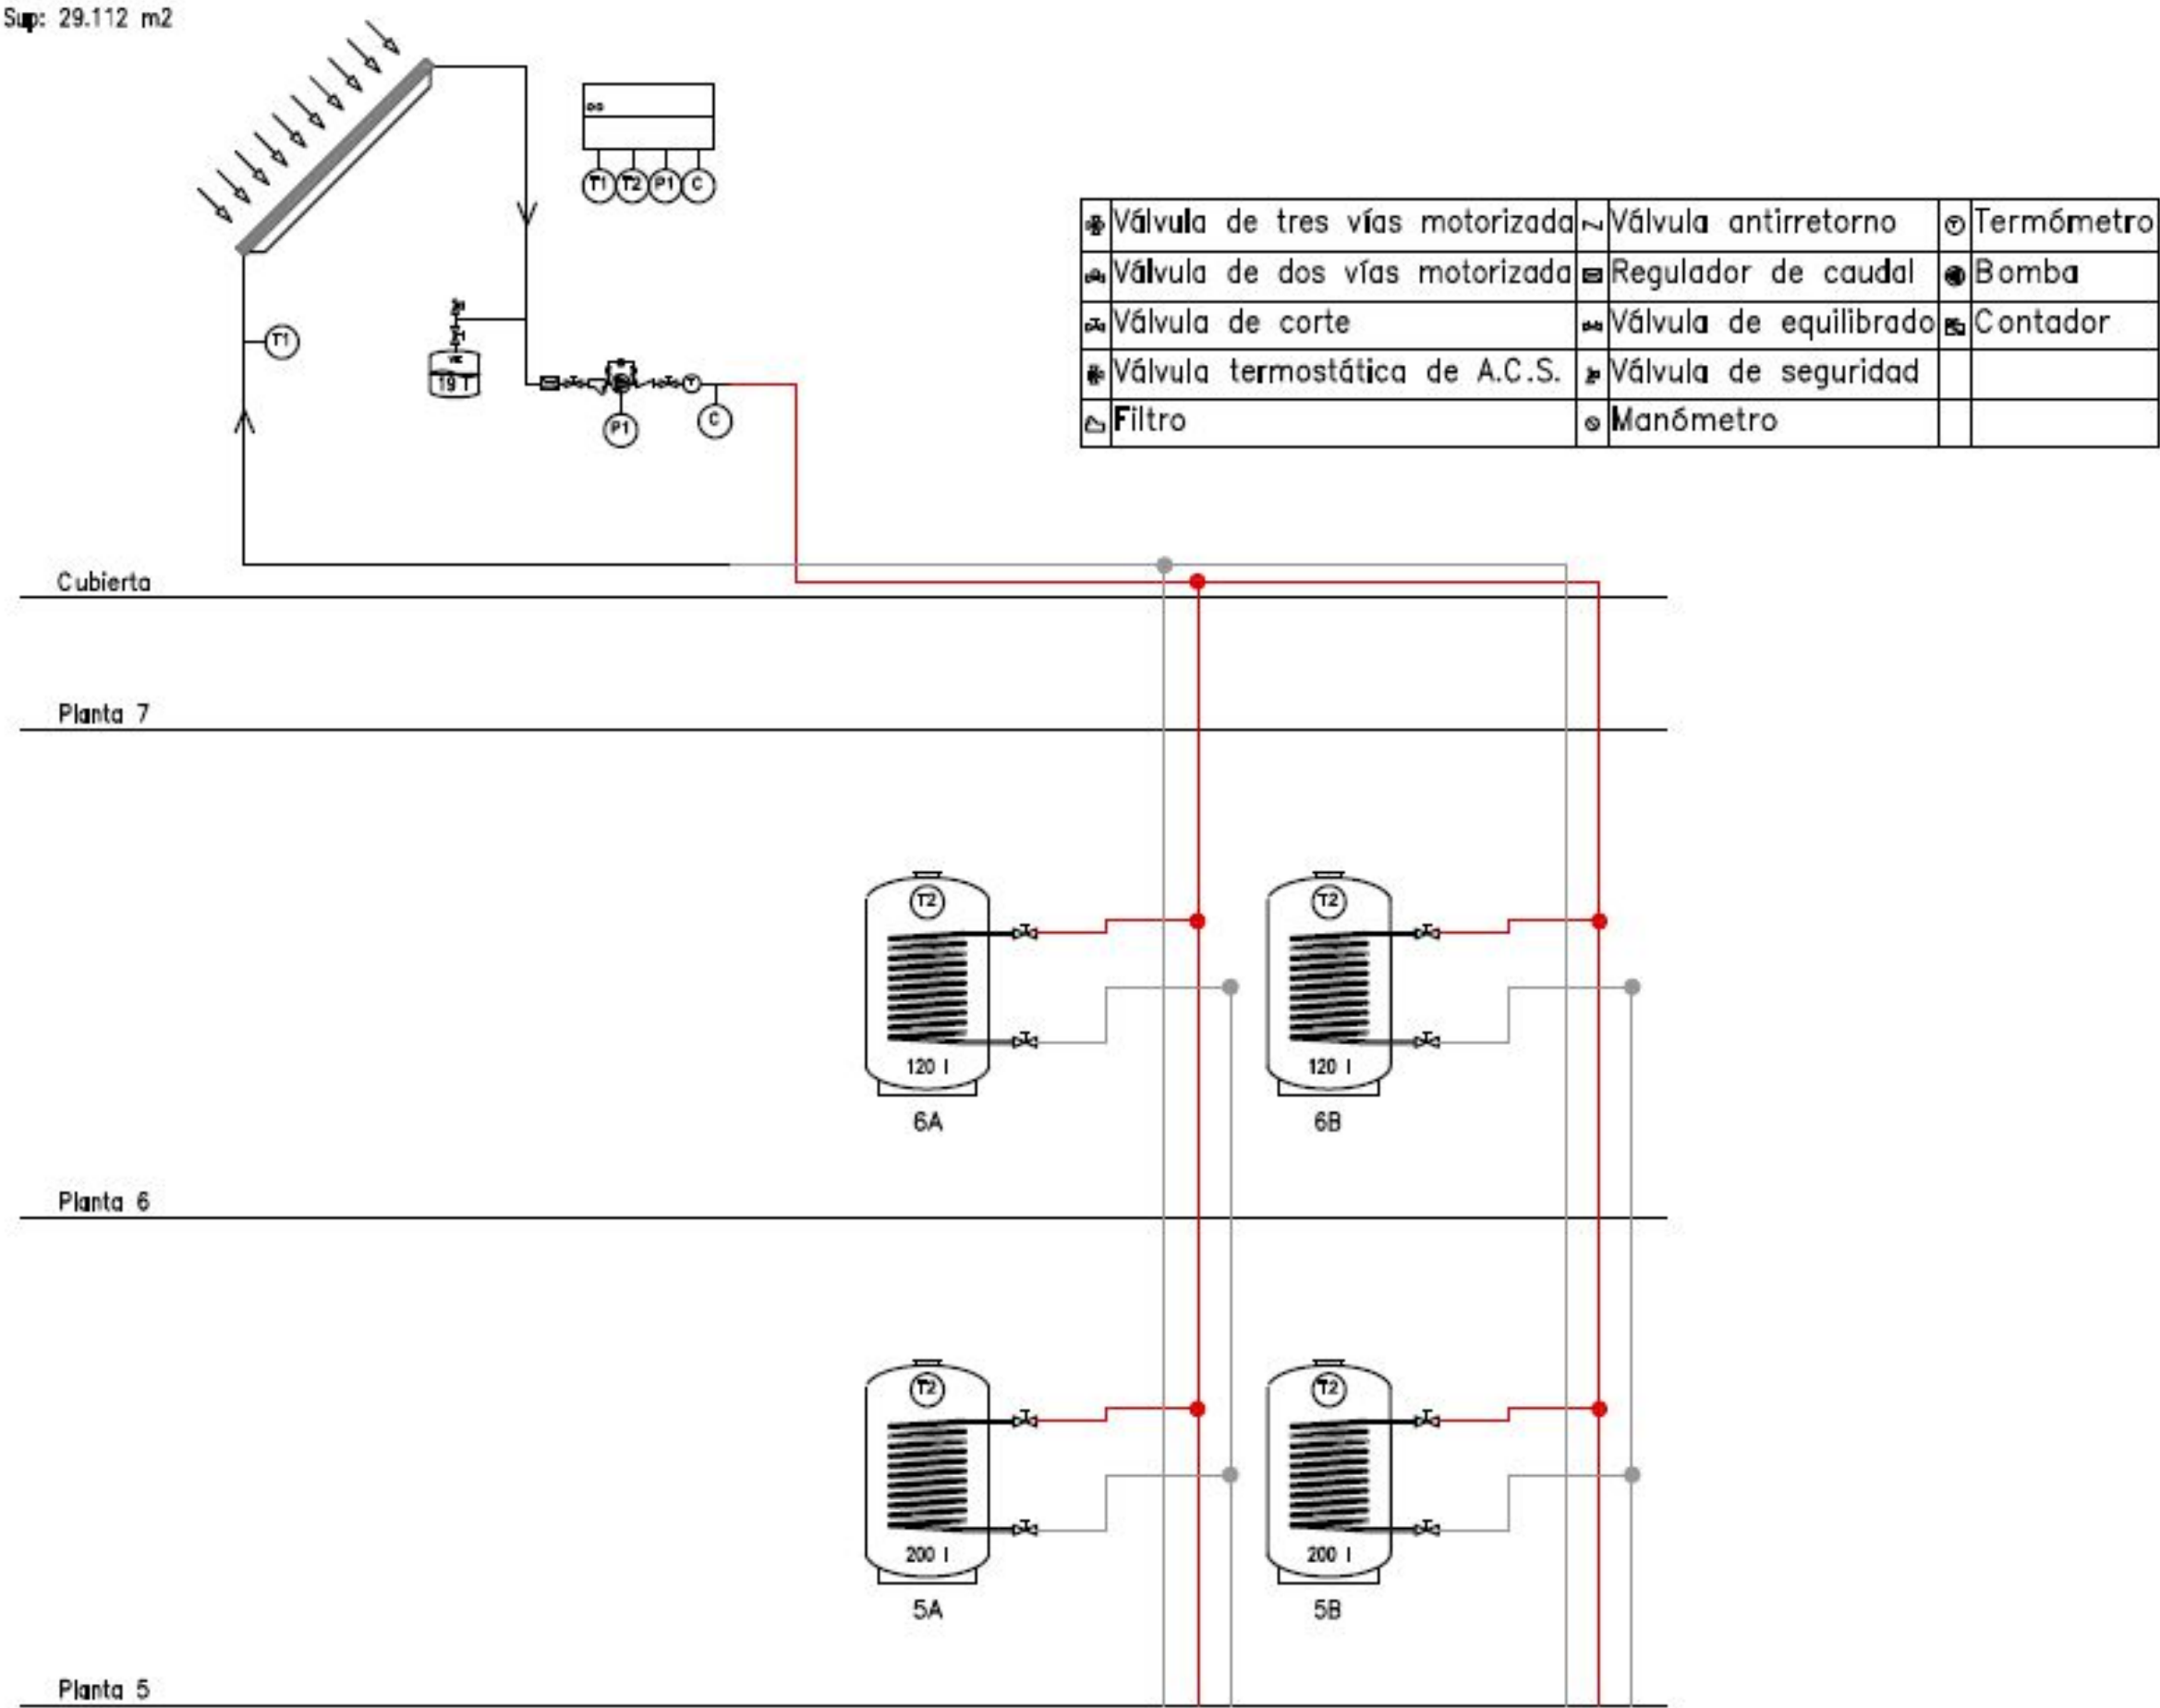 Sup: 29.112 m2
T1 T2 P1 C
Válvula de tres vías motorizada Válvula antirretorno Termómetro
Válvula de dos vías motorizada Regulador de caudal Bomba
Válvula de corte Válvula de equilibrado Contador
Válvula termostática de A.C.S. Válvula de seguridad
Filtro Manómetro
T1
19 l
T
P1
C
Cubierta
Planta 7
T2 T2
120 l 120 l
6A 6B
Planta 6
T2 T2
200 l 200 l
5A 5B
Planta 5